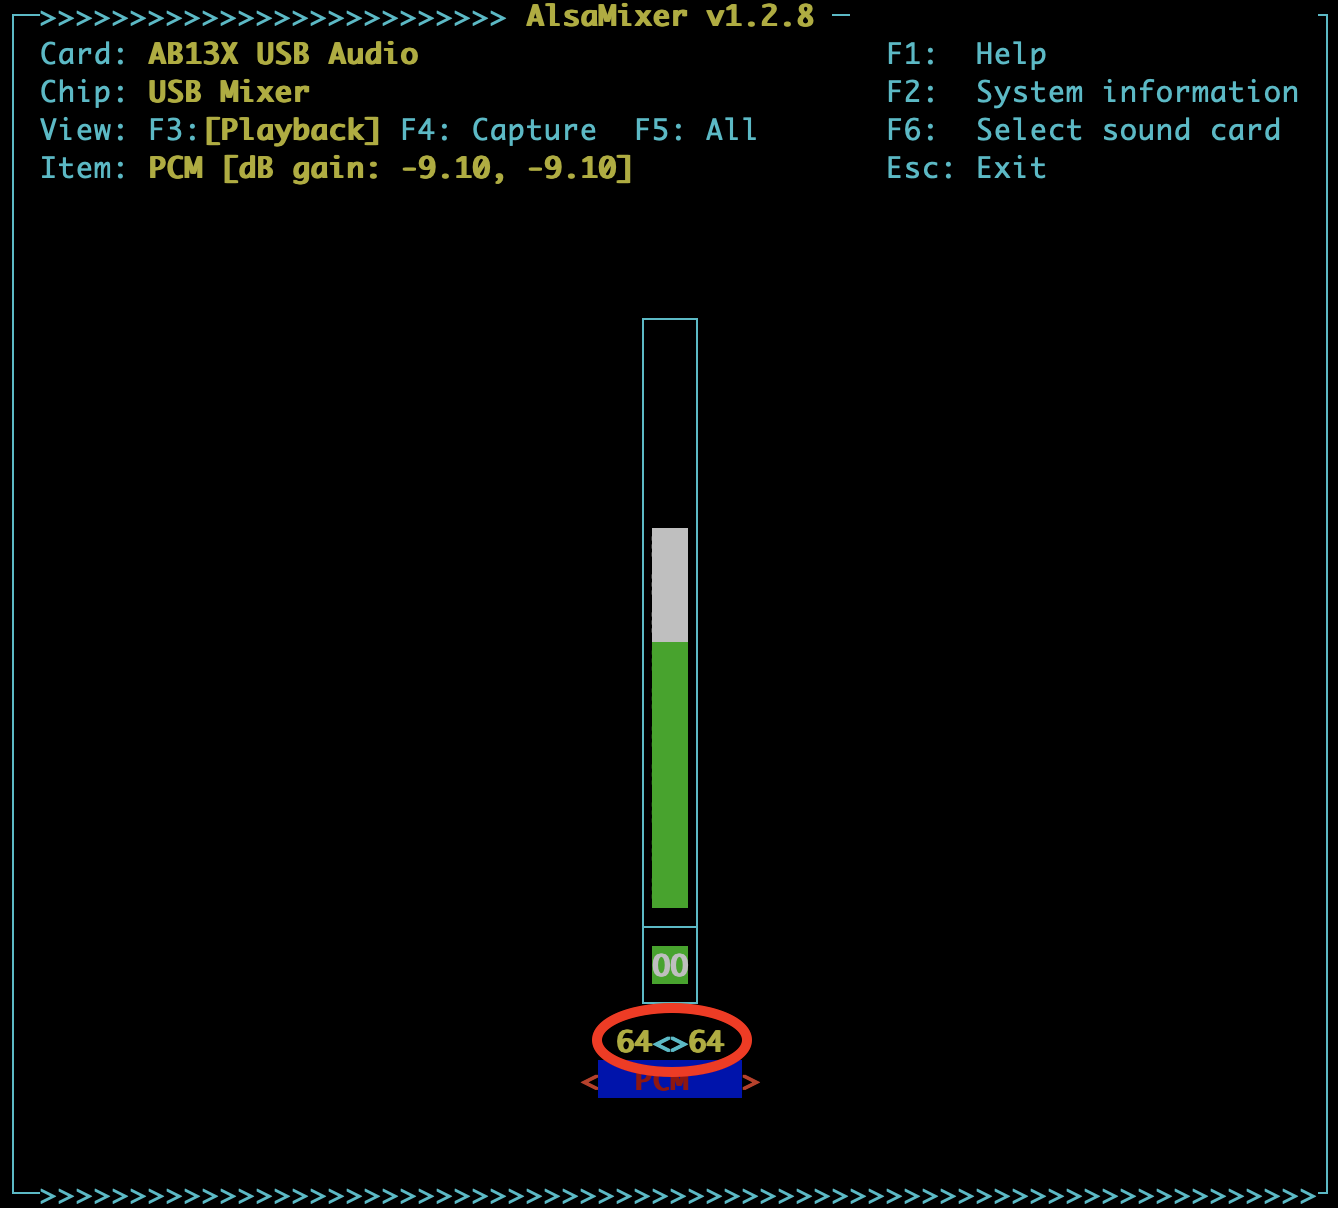 >>>>>>>>>>>>>>>>>>>>>>>>>> AlsaMixer v1.2.8
Card: AB13X USB Audio F1: Help
Chip: USB Mixer F2: System information
View: F3:[Playback] F4: Capture F5: All F6: Select sound card
Item: PCM [dB gain: -9.10, -9.10] Esc: Exit
OO
64<>64
< PCM >
>>>>>>>>>>>>>>>>>>>>>>>>>>>>>>>>>>>>>>>>>>>>>>>>>>>>>>>>>>>>>>>>>>>>>>>